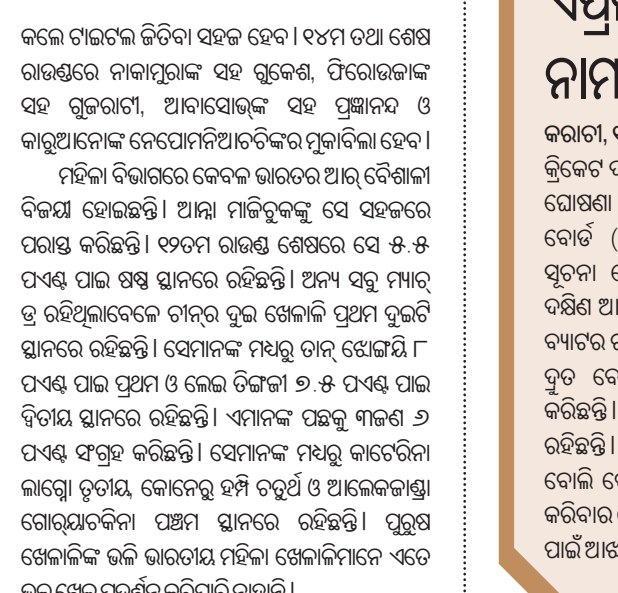 କଲେ ଟାଇଟଲ ଜିତିବା ସହଜ ହେବ। ୧୪ମ ତଥା ଶେଷ
ରାଉଣ୍ଡରେ ନାକାମୁରାଙ୍କ ସହ ଗୁକେଶ, ଫିରୋଉଜାଙ୍କ
ସହ ଗୁଜରାଟୀ, ଆବାସୋଭ୍‌ଙ୍କ ସହ ପ୍ରଜ୍ଞାନନ୍ଦ ଓ
କାରୁଆନୋଙ୍କ ନେପୋମନିଆଚଚିଙ୍କର ମୁକାବିଲା ହେବ।
ମହିଳା ବିଭାଗରେ କେବଳ ଭାରତର ଆର୍ ବୈଶାଳୀ
ବିଜୟୀ ହୋଇଛନ୍ତି। ଆନ୍ନା ମାଜିଚୁକଙ୍କୁ ସେ ସହଜରେ
ପରାସ୍ତ କରିଛନ୍ତି। ୧୨ତମ ରାଉଣ୍ଡ ଶେଷରେ ସେ ୫.୫
ପଏଣ୍ଟ ପାଇ ଷଷ୍ଠ ସ୍ଥାନରେ ରହିଛନ୍ତି। ଅନ୍ୟ ସବୁ ମ୍ୟାଚ୍
ଡ୍ର ରହିଥିଲାବେଳେ ଚୀନ୍‌ର ଦୁଇ ଖେଳାଳି ପ୍ରଥମ ଦୁଇଟି
ସ୍ଥାନରେ ରହିଛନ୍ତି। ସେମାନଙ୍କ ମଧ୍ୟରୁ ତାନ୍ ଝୋଙ୍ଗୟି ୮
ପଏଣ୍ଟ ପାଇ ପ୍ରଥମ ଓ ଲେଇ ତିଙ୍ଗଜୀ ୭.୫ ପଏଣ୍ଟ ପାଇ
ଦ୍ୱିତୀୟ ସ୍ଥାନରେ ରହିଛନ୍ତି। ଏମାନଙ୍କ ପଛକୁ ୩ଜଣ ୬
ପଏଣ୍ଟ ସଂଗ୍ରହ କରିଛନ୍ତି। ସେମାନଙ୍କ ମଧ୍ୟରୁ କାଟେରିନା
ଲାଗ୍ନୋ ତୃତୀୟ, କୋନେରୁ ହମ୍ପି ଚତୁର୍ଥ ଓ ଆଲେକଜାଣ୍ଡ୍ରା
ଗୋର୍‌ୟାଚକିନା ପଞ୍ଚମ ସ୍ଥାନରେ ରହିଛନ୍ତି। ପୁରୁଷ
ଖେଳାଳିଙ୍କ ଭଳି ଭାରତୀୟ ମହିଳା ଖେଳାଳିମାନେ ଏତେ
ନାମ
କରାଚୀ,
କ୍ରିକେଟ
ଘୋଷଣା
ବୋର୍ଡ (
ସୂଚନା
ଦକ୍ଷିଣ
ବ୍ୟାଟର
ଦ୍ରୁତ
କରିଛନ୍ତି।
ରହିଛନ୍ତି।
ବୋଲି
କରିବାର
ପାଇଁ